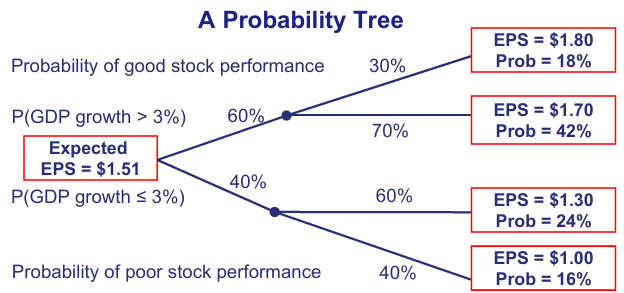 A Probability Tree
Probability of good stock performance
30%
EPS = $1.80
Prob = 18%
P(GDP growth > 3%)
60%
70%
EPS = $1.70
Prob = 42%
Expected
EPS = $1.51
P(GDP growth ≤ 3%)
40%
60%
EPS = $1.30
Prob = 24%
Probability of poor stock performance
40%
EPS = $1.00
Prob = 16%